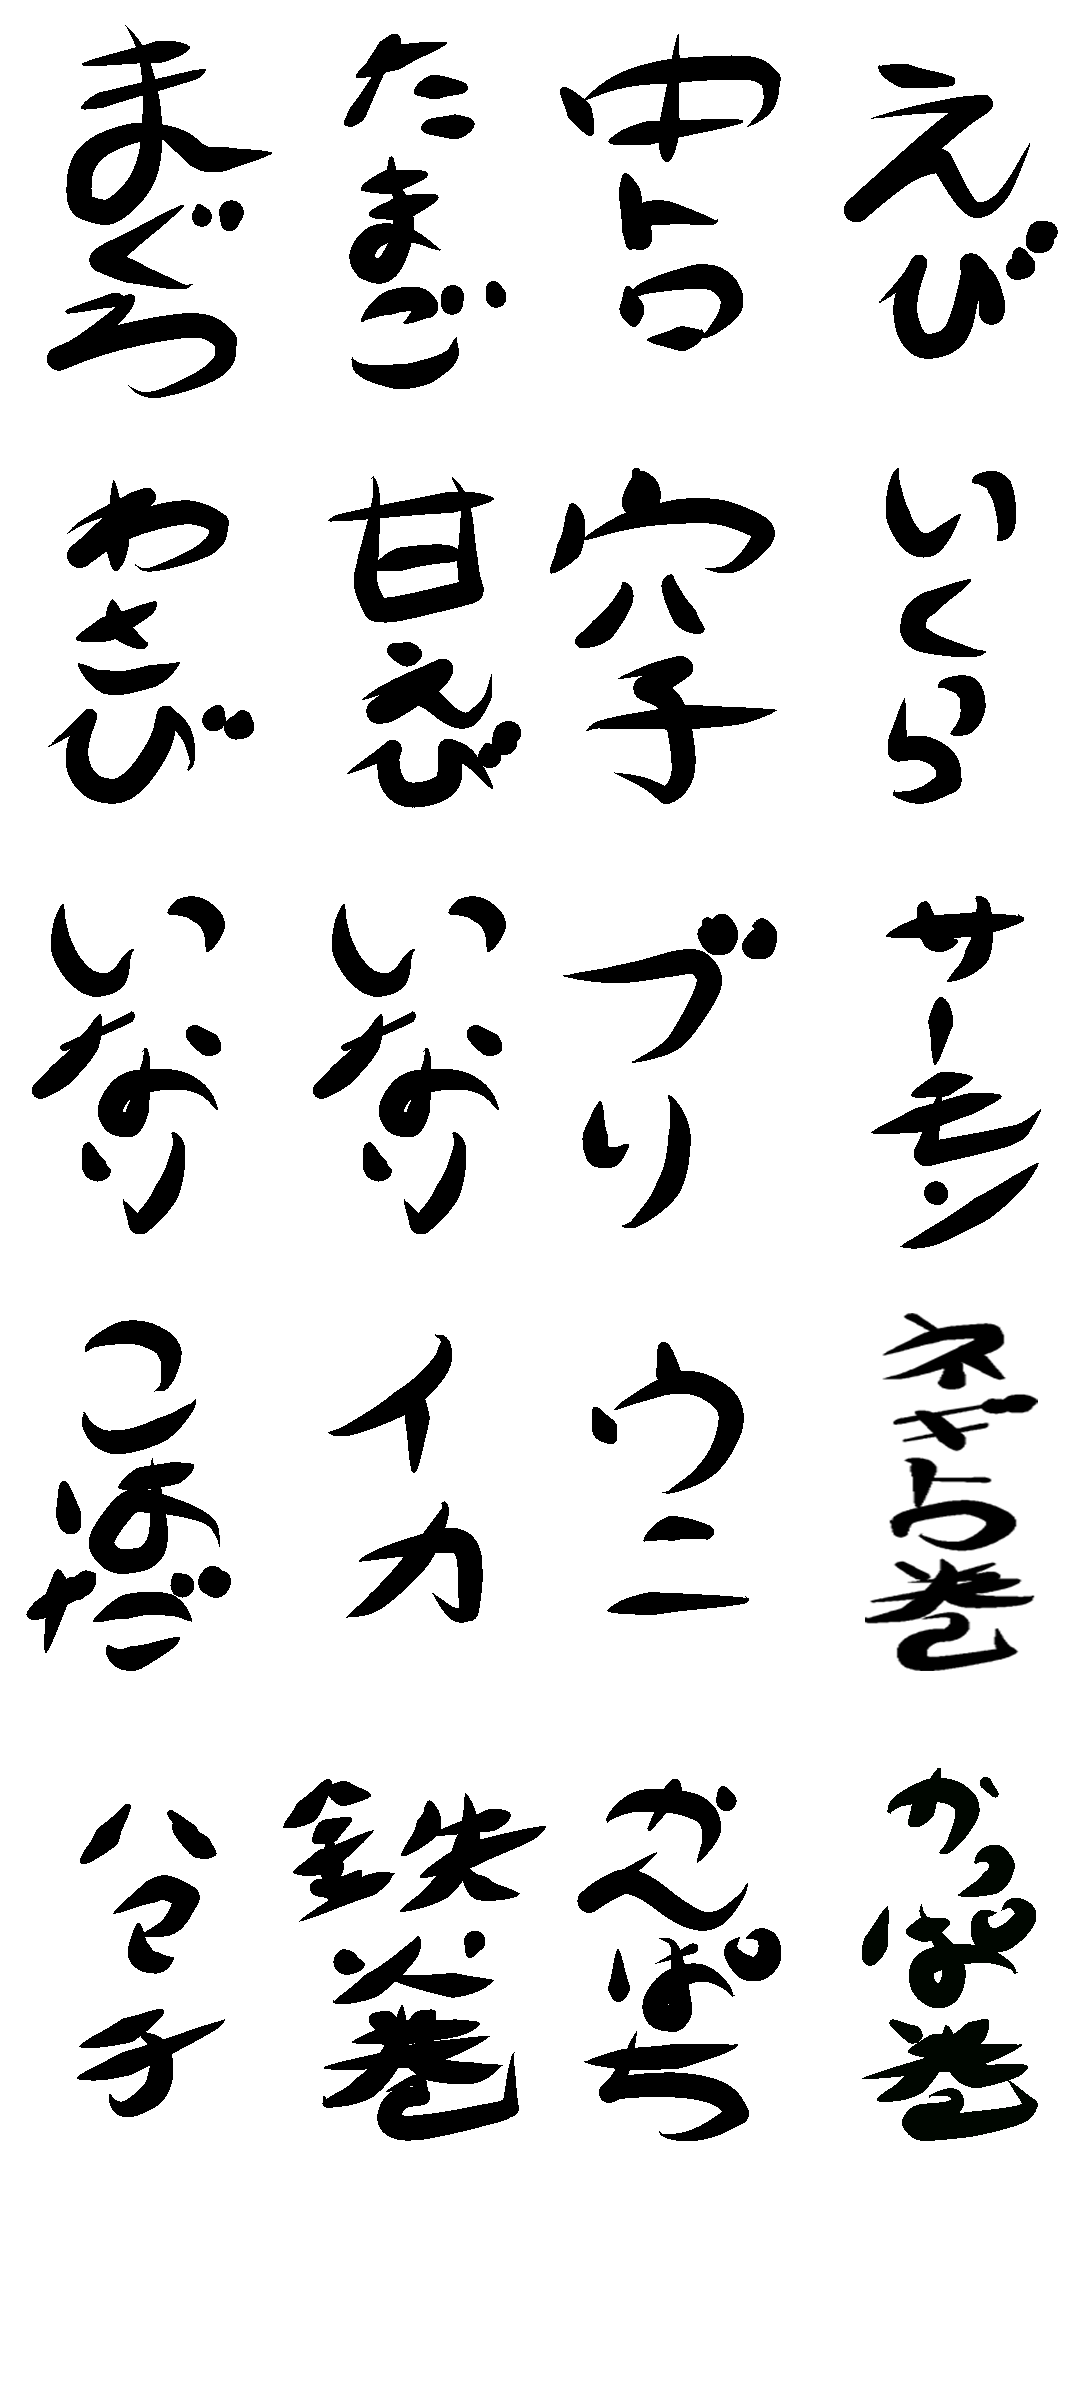 まぐろ
たまご
中トロ
えび
わさび
甘えび
穴子
いくら
いなり
いなり
ブリ
サーモン
こはだ
イカ
ウニ
ネギトロ巻
ハマチ
鉄火巻
かんぱち
かっぱ巻